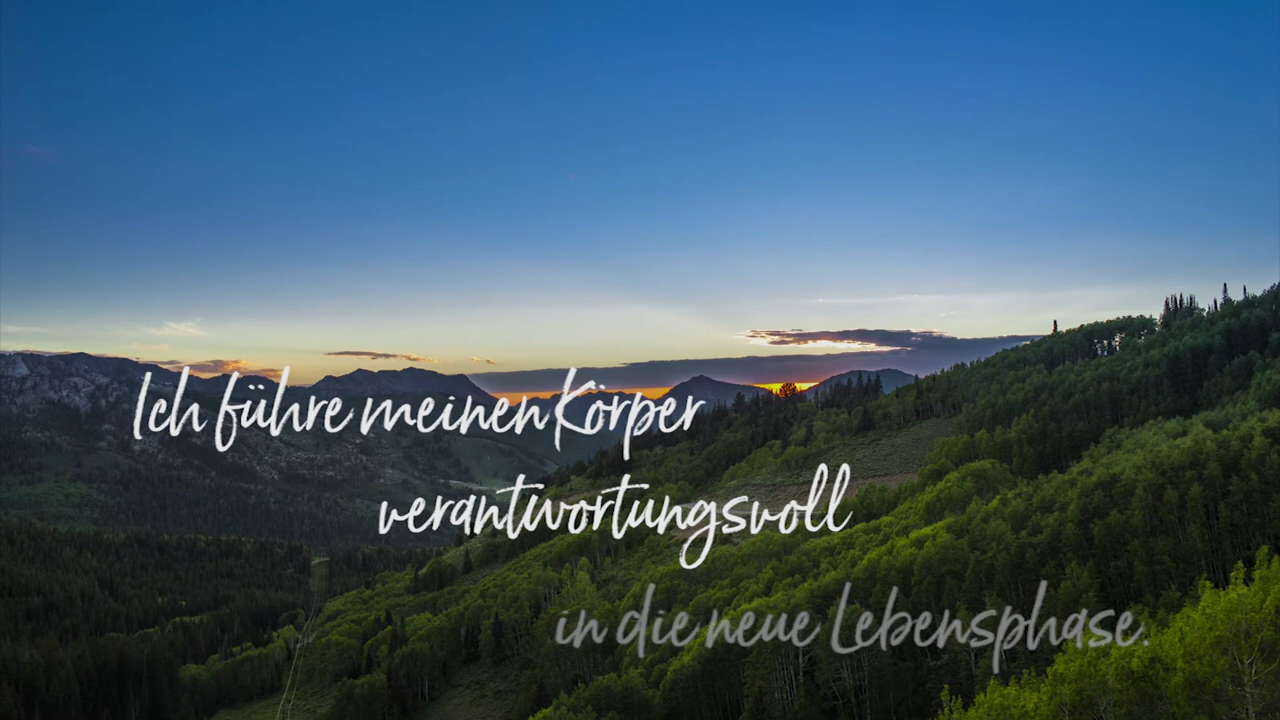 Ich führe meinen Körper
verantwortungsvoll
in die neue Lebensphase.